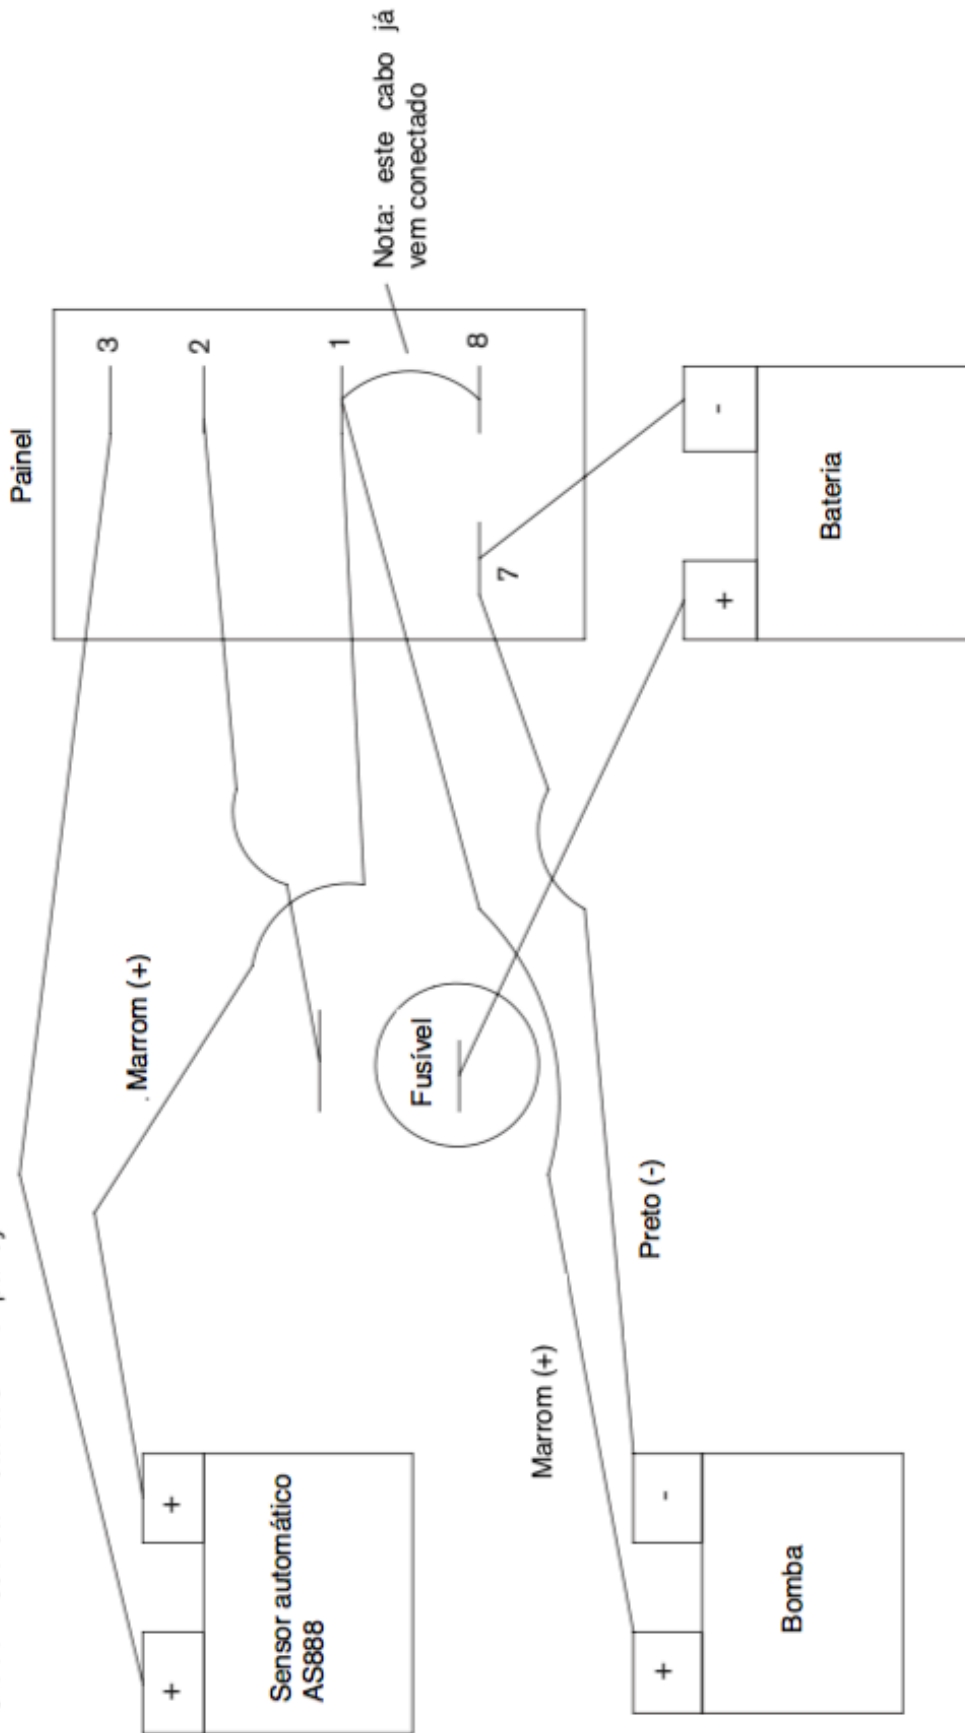 Painel
3
2
1
8
7
Nota: este cabo já
vem conectado
. Marrom (+)
Fusível
Marrom (+)
Preto (-)
+
+
Sensor automático
AS888
+
-
Bomba
+
-
Bateria